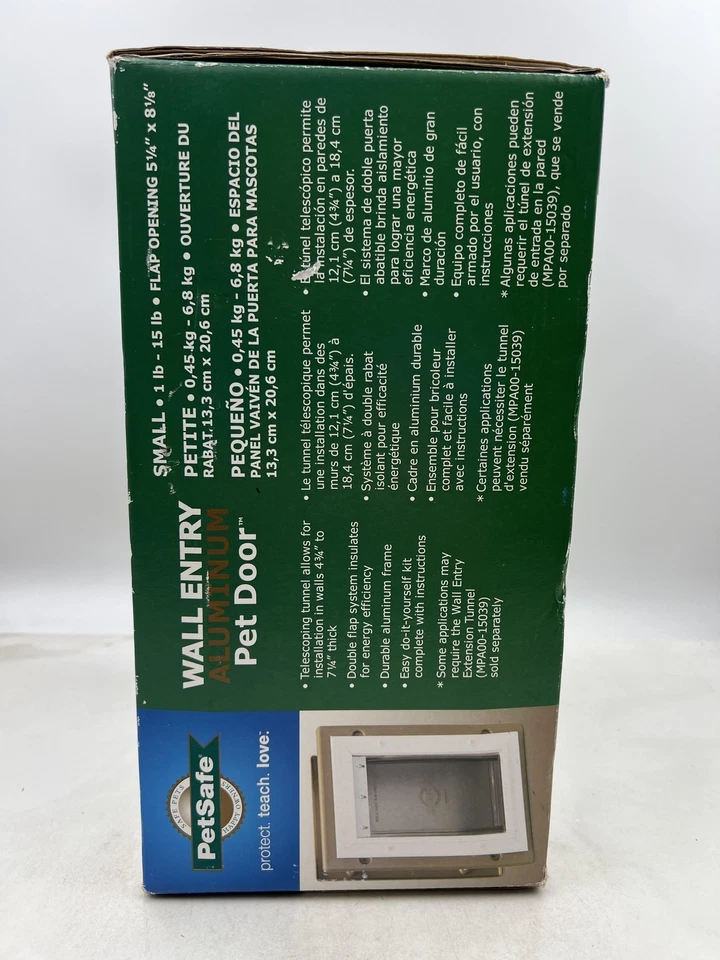 SAFE PETS
PetSafe
HAPPY OWNERS
protect. teach. love.™
WALL ENTRY
ALUMINUM
Pet Door™
SMALL • 1 lb - 15 lb • FLAP OPENING 5¼" x 8⅛"
PETITE • 0,45 kg - 6,8 kg • OUVERTURE DU
RABAT 13,3 cm x 20,6 cm
PEQUEÑO • 0,45 kg - 6,8 kg • ESPACIO DEL
PANEL VAIVÉN DE LA PUERTA PARA MASCOTAS
13,3 cm x 20,6 cm
• Telescoping tunnel allows for
installation in walls 4¾" to
7¼" thick
• Double flap system insulates
for energy efficiency
• Durable aluminum frame
• Easy do-it-yourself kit
complete with instructions
* Some applications may
require the Wall Entry
Extension Tunnel
(MPA00-15039)
sold separately
• Le tunnel télescopique permet
une installation dans des
murs de 12,1 cm (4¾") à
18,4 cm (7¼") d'épais.
• Système à double rabat
isolant pour efficacité
énergétique
• Cadre en aluminium durable
• Ensemble pour bricoleur
complet et facile à installer
avec instructions
* Certaines applications
peuvent nécessiter le tunnel
d'extension (MPA00-15039)
vendu séparément
• El túnel telescópico permite
la instalación en paredes de
12,1 cm (4¾") a 18,4 cm
(7¼") de espesor.
• El sistema de doble puerta
abatible brinda aislamiento
para lograr una mayor
eficiencia energética
• Marco de aluminio de gran
duración
• Equipo completo de fácil
armado por el usuario, con
instrucciones
* Algunas aplicaciones pueden
requerir el túnel de extensión
de entrada en la pared
(MPA00-15039), que se vende
por separado